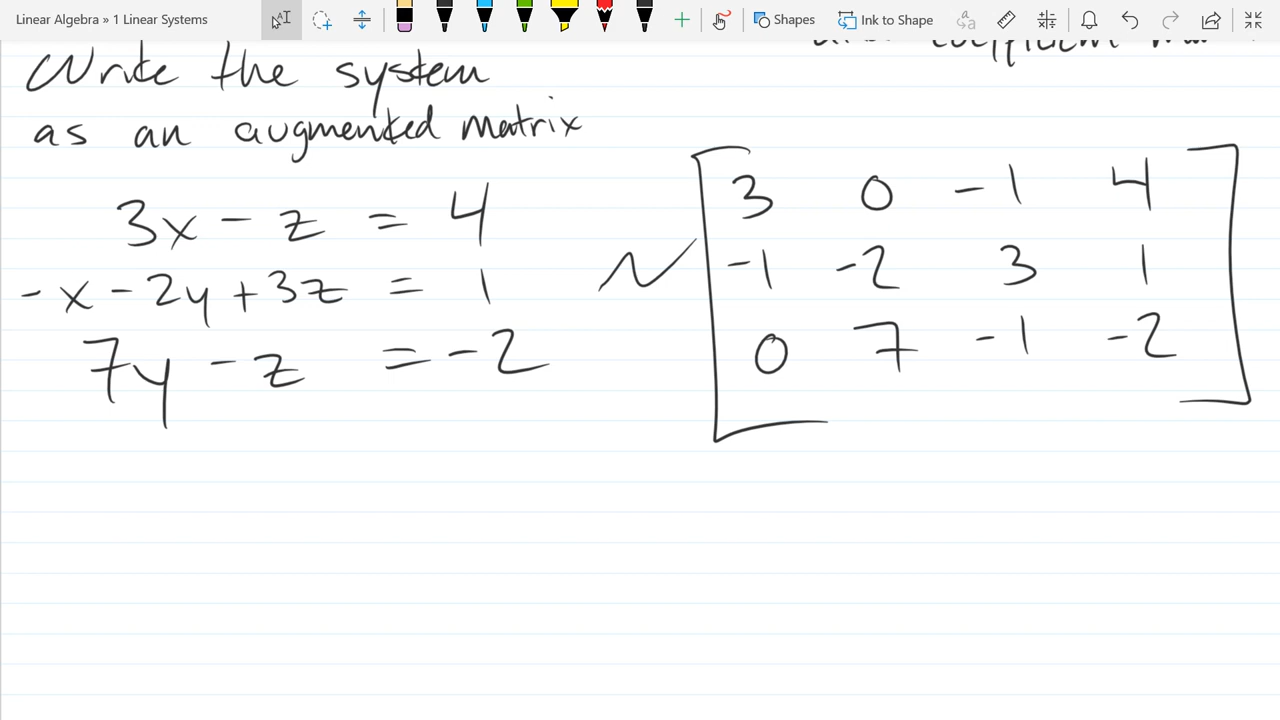 Linear Algebra » 1 Linear Systems
Shapes
Ink to Shape
Write the system
as an augmented matrix
3x - z = 4
-x - 2y + 3z = 1
7y - z = -2
~
3 0 -1 4
-1 -2 3 1
0 7 -1 -2